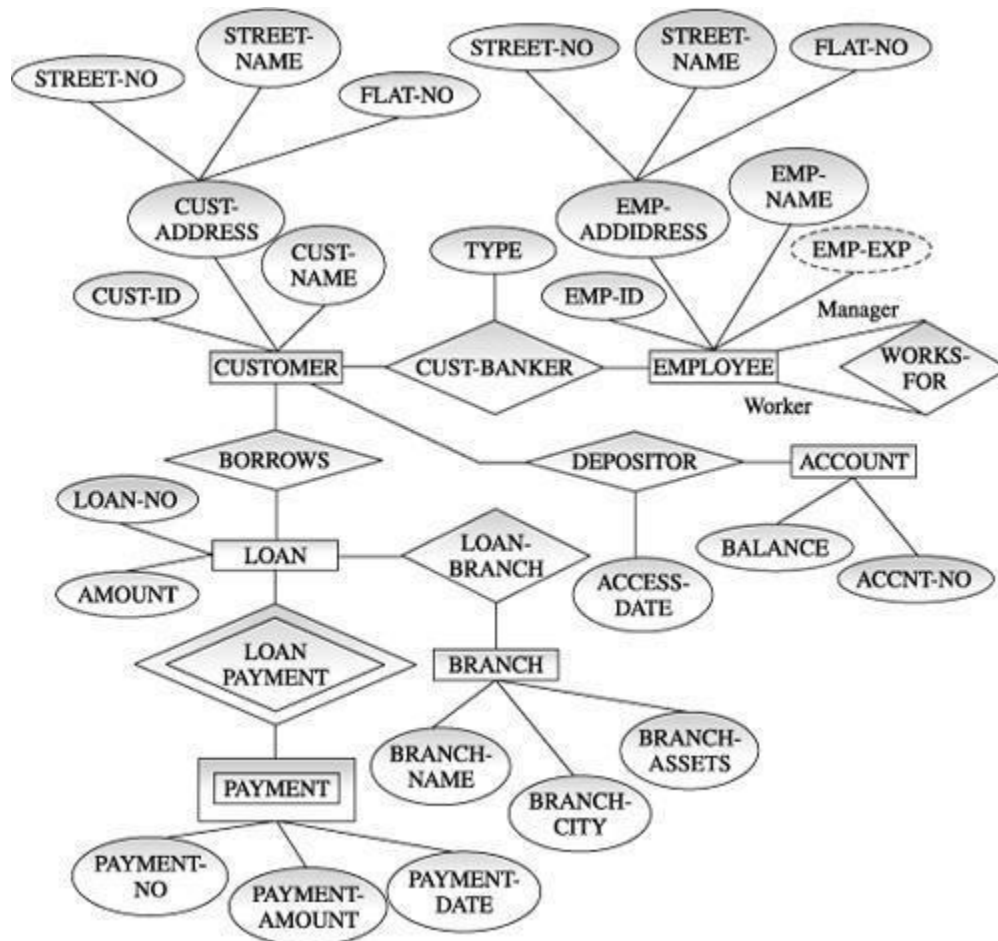 STREET-
NAME
STREET-NO
FLAT-NO
STREET-NO
STREET-
NAME
FLAT-NO
CUST-
ADDRESS
CUST-
NAME
CUST-ID
TYPE
EMP-
ADDIDRESS
EMP-
NAME
EMP-EXP
EMP-ID
Manager
CUSTOMER
CUST-BANKER
EMPLOYEE
WORKS-
FOR
Worker
BORROWS
DEPOSITOR
ACCOUNT
LOAN-NO
LOAN
AMOUNT
LOAN-
BRANCH
ACCESS-
DATE
BALANCE
ACCNT-NO
LOAN
PAYMENT
BRANCH
BRANCH-
NAME
BRANCH-
CITY
BRANCH-
ASSETS
PAYMENT
PAYMENT-
NO
PAYMENT-
AMOUNT
PAYMENT-
DATE